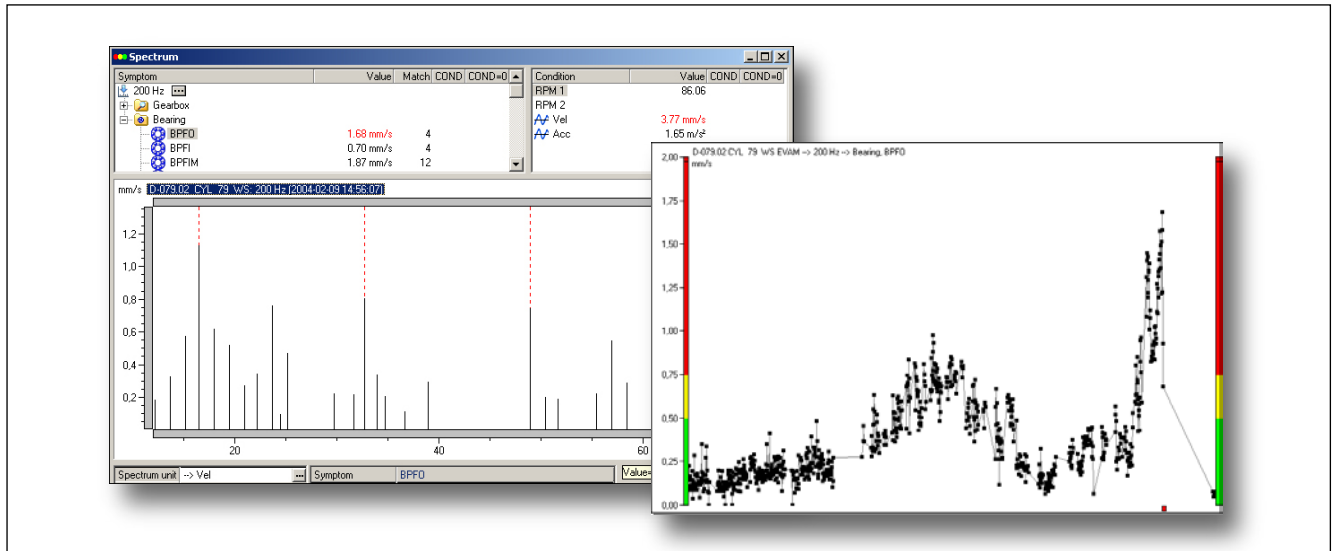 Spectrum
Symptom Value Match COND COND=0
200 Hz ...
Gearbox
Bearing
BPFO 1.68 mm/s 4
BPFI 0.70 mm/s 4
BPFIM 1.87 mm/s 12
Condition Value COND COND=0
RPM 1 86.06
RPM 2
Vel 3.77 mm/s
Acc 1.65 m/s²
mm/s D-079.02 CYL 79 WS: 200 Hz (2004-02-09 14:56:07)
1,2
1,0
0,8
0,6
0,4
0,2
20 40 60
Spectrum unit --> Vel ... Symptom BPFO Value=
D-079.02 CYL 79 WS EVAM --> 200 Hz --> Bearing, BPFO
mm/s
2,00
1,75
1,50
1,25
1,00
0,75
0,50
0,25
0,00